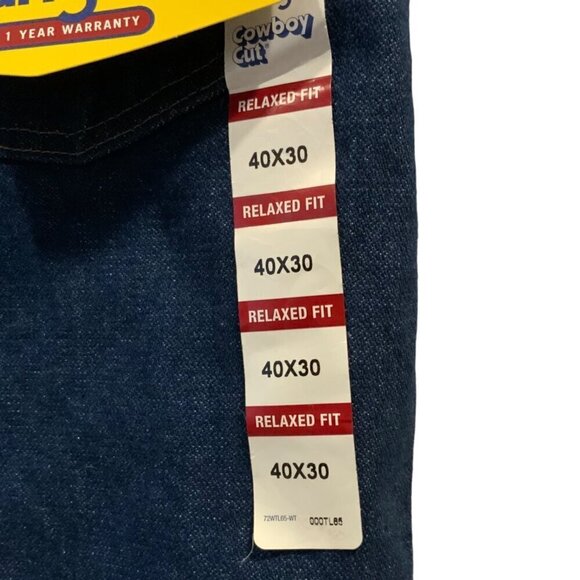 1 YEAR WARRANTY
Cowboy
Cut®
RELAXED FIT
40X30
RELAXED FIT
40X30
RELAXED FIT
40X30
RELAXED FIT
40X30
72WTL65-WT 000TL65